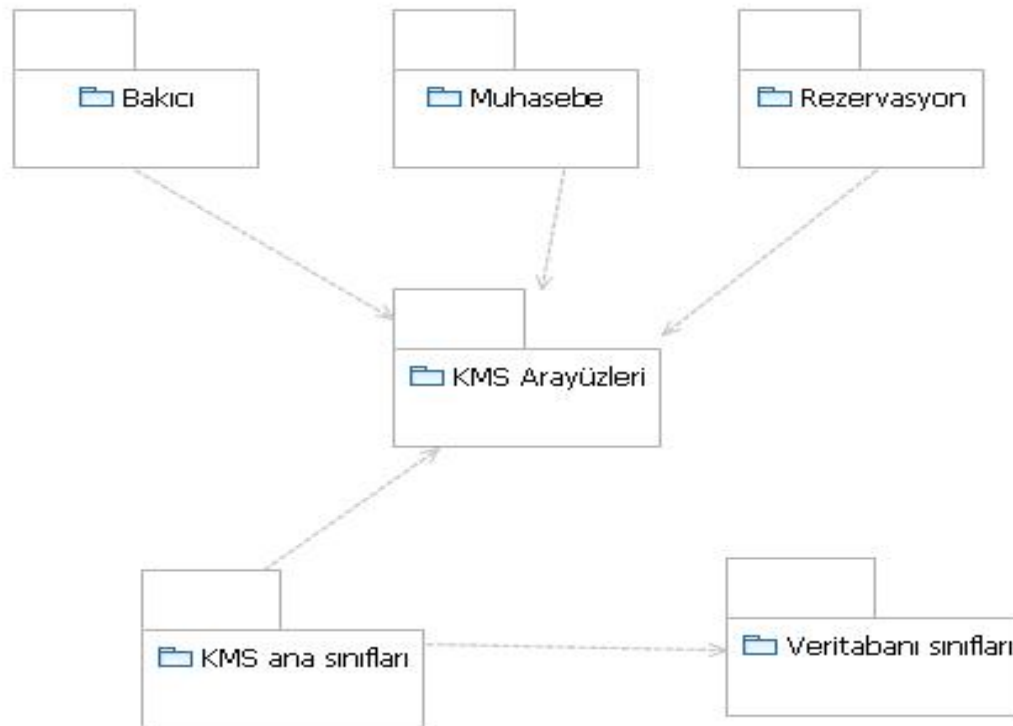 Bakıcı
Muhasebe
Rezervasyon
KMS Arayüzleri
KMS ana sınıfları
Veritabanı sınıfları